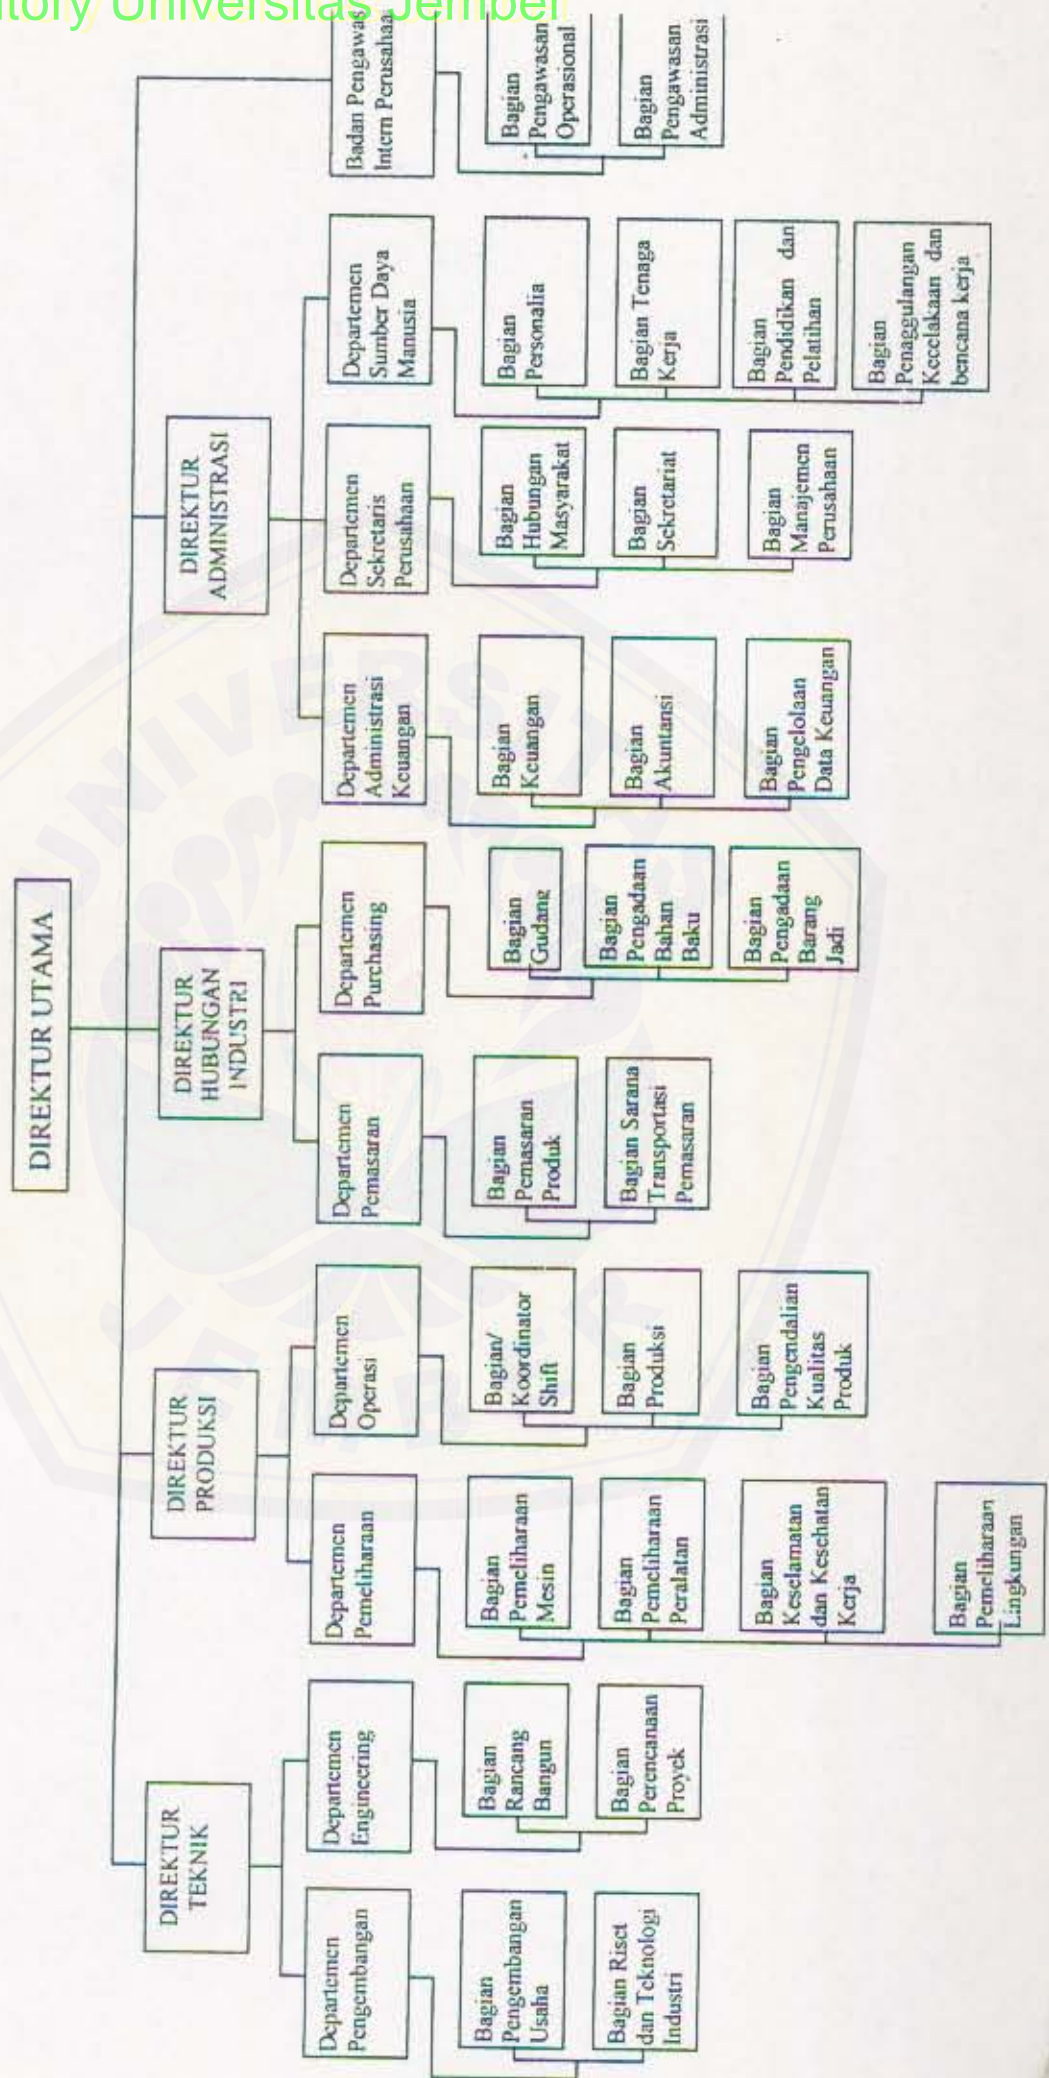 itory Universitas Jember
DIREKTUR UTAMA
DIREKTUR
TEKNIK
DIREKTUR
PRODUKSI
DIREKTUR
HUBUNGAN
INDUSTRI
DIREKTUR
ADMINISTRASI
Departemen
Pengembangan
Departemen
Engineering
Departemen
Pemeliharaan
Departemen
Operasi
Departemen
Pemasaran
Departemen
Purchasing
Departemen
Administrasi
Keuangan
Departemen
Sekretaris
Perusahaan
Departemen
Sumber Daya
Manusia
Badan Pengawas
Intern Perusahaa
Bagian
Pengembangan
Usaha
Bagian Riset
dan Teknologi
Industri
Bagian
Rancang
Bangun
Bagian
Perencanaan
Proyek
Bagian
Pemeliharaan
Mesin
Bagian
Pemeliharaan
Peralatan
Bagian
Keselamatan
dan Kesehatan
Kerja
Bagian
Pemeliharaan
Lingkungan
Bagian/
Koordinator
Shift
Bagian
Produksi
Bagian
Pengendalian
Kualitas
Produk
Bagian
Pemasaran
Produk
Bagian Sarana
Transportasi
Pemasaran
Bagian
Gudang
Bagian
Pengadaan
Bahan
Baku
Bagian
Pengadaan
Barang
Jadi
Bagian
Keuangan
Bagian
Akuntansi
Bagian
Pengelolaan
Data Keuangan
Bagian
Hubungan
Masyarakat
Bagian
Sekretariat
Bagian
Manajemen
Perusahaan
Bagian
Personalia
Bagian Tenaga
Kerja
Bagian
Pendidikan dan
Pelatihan
Bagian
Penaggulangan
Kecelakaan dan
bencana kerja
Bagian
Pengawasan
Operasional
Bagian
Pengawasan
Administrasi
UNIVERSITAS
JEMBER